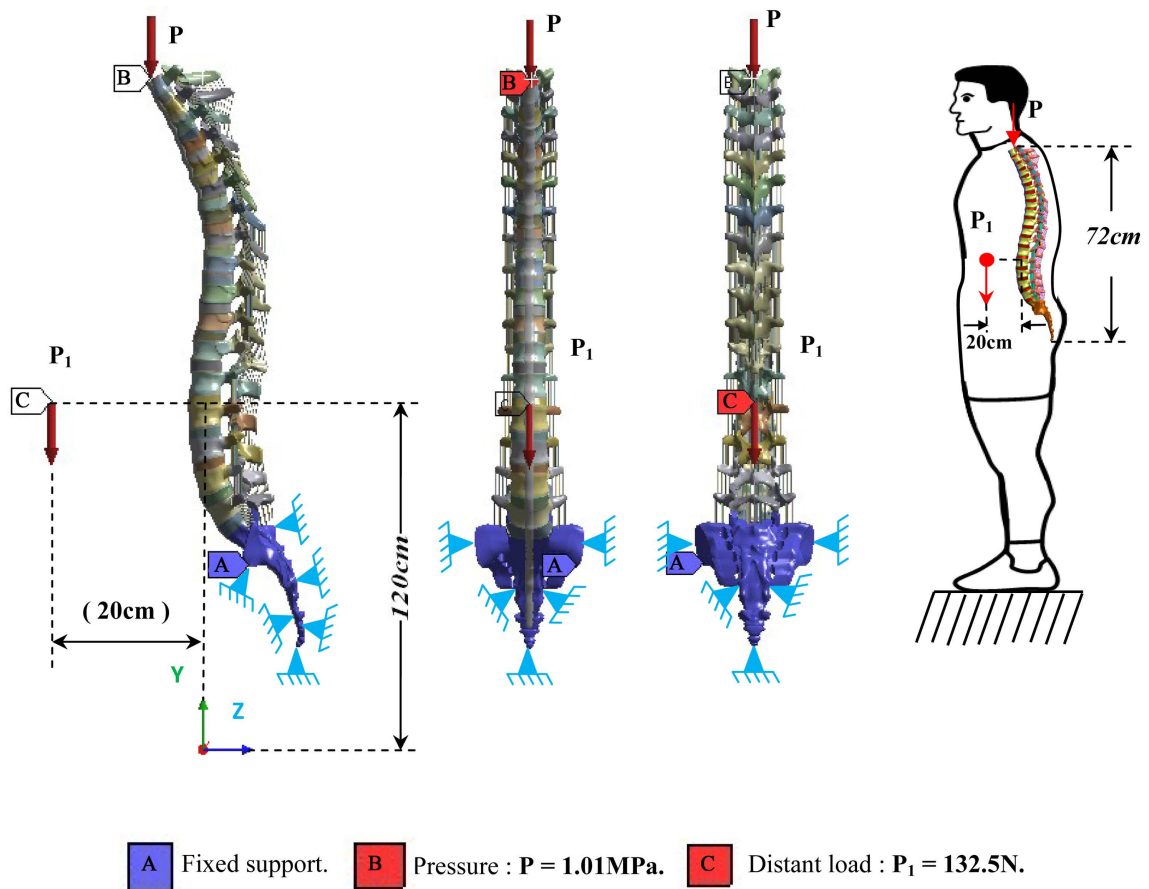 P
B
P₁
C
A
( 20cm )
Y
Z
120cm
P
B
P₁
A
P
B
P₁
C
A
P
P₁
72cm
20cm
A Fixed support.
B Pressure : P = 1.01MPa.
C Distant load : P₁ = 132.5N.